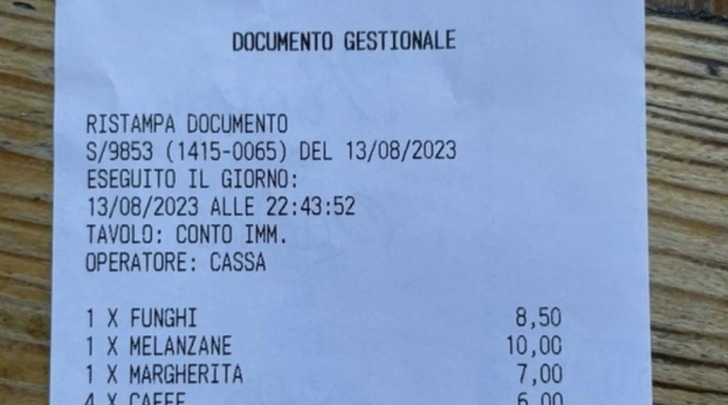 DOCUMENTO GESTIONALE
RISTAMPA DOCUMENTO
S/9853 (1415-0065) DEL 13/08/2023
ESEGUITO IL GIORNO:
13/08/2023 ALLE 22:43:52
TAVOLO: CONTO IMM.
OPERATORE: CASSA
1 X FUNGHI 8,50
1 X MELANZANE 10,00
1 X MARGHERITA 7,00
4 X CAFFE 6,00